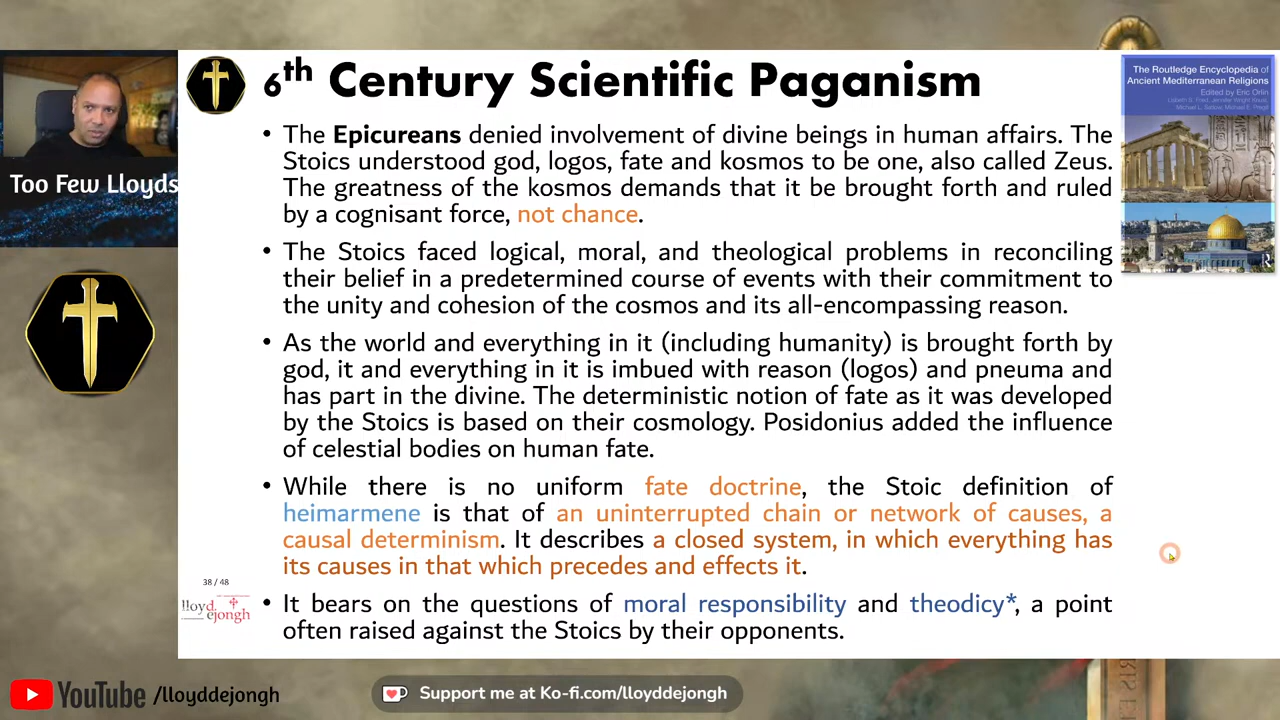 6th Century Scientific Paganism
The Routledge Encyclopedia of
Ancient Mediterranean Religions
Edited by Eric Orlin
Too Few Lloyds
• The Epicureans denied involvement of divine beings in human affairs. The
Stoics understood god, logos, fate and kosmos to be one, also called Zeus.
The greatness of the kosmos demands that it be brought forth and ruled
by a cognisant force, not chance.
• The Stoics faced logical, moral, and theological problems in reconciling
their belief in a predetermined course of events with their commitment to
the unity and cohesion of the cosmos and its all-encompassing reason.
• As the world and everything in it (including humanity) is brought forth by
god, it and everything in it is imbued with reason (logos) and pneuma and
has part in the divine. The deterministic notion of fate as it was developed
by the Stoics is based on their cosmology. Posidonius added the influence
of celestial bodies on human fate.
• While there is no uniform fate doctrine, the Stoic definition of
heimarmene is that of an uninterrupted chain or network of causes, a
causal determinism. It describes a closed system, in which everything has
its causes in that which precedes and effects it.
• It bears on the questions of moral responsibility and theodicy*, a point
often raised against the Stoics by their opponents.
38 / 48
lloyd
dejongh
YouTube /lloyddejongh
Support me at Ko-fi.com/lloyddejongh